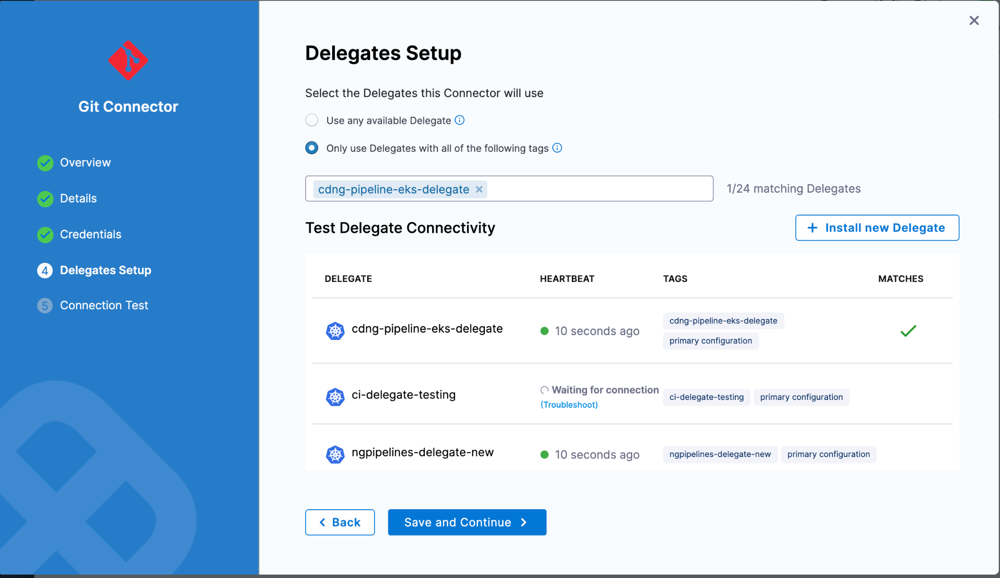 Git Connector
Overview
Details
Credentials
4 Delegates Setup
5 Connection Test
Delegates Setup
Select the Delegates this Connector will use
Use any available Delegate
Only use Delegates with all of the following tags
cdng-pipeline-eks-delegate
1/24 matching Delegates
Test Delegate Connectivity
+ Install new Delegate
DELEGATE HEARTBEAT TAGS MATCHES
cdng-pipeline-eks-delegate 10 seconds ago cdng-pipeline-eks-delegate
primary configuration
ci-delegate-testing Waiting for connection ci-delegate-testing primary configuration
(Troubleshoot)
ngpipelines-delegate-new 10 seconds ago ngpipelines-delegate-new primary configuration
Back
Save and Continue